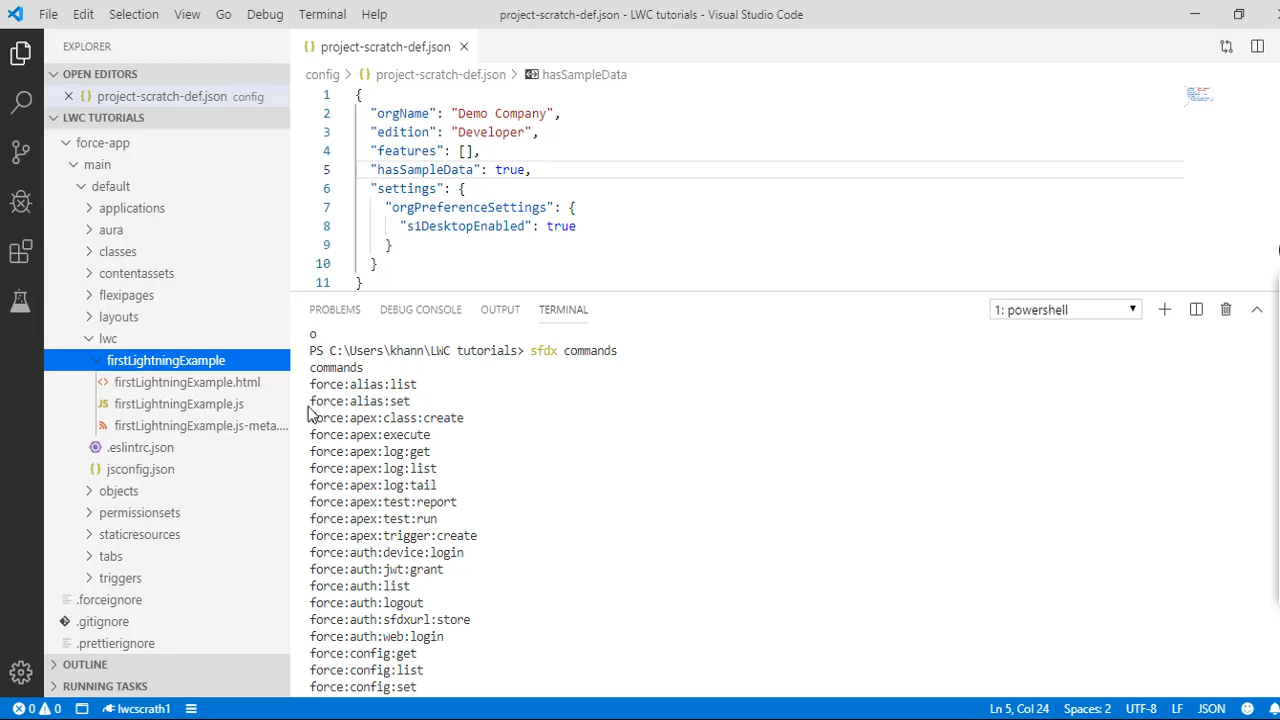 File Edit Selection View Go Debug Terminal Help project-scratch-def.json - LWC tutorials - Visual Studio Code
EXPLORER
OPEN EDITORS
project-scratch-def.json config
LWC TUTORIALS
force-app
main
default
applications
aura
classes
contentassets
flexipages
layouts
lwc
firstLightningExample
firstLightningExample.html
firstLightningExample.js
firstLightningExample.js-meta....
.eslintrc.json
jsconfig.json
objects
permissionsets
staticresources
tabs
triggers
.forceignore
.gitignore
.prettierignore
OUTLINE
RUNNING TASKS
project-scratch-def.json
config > project-scratch-def.json > hasSampleData
1 {
2 "orgName": "Demo Company",
3 "edition": "Developer",
4 "features": [],
5 "hasSampleData": true,
6 "settings": {
7 "orgPreferenceSettings": {
8 "s1DesktopEnabled": true
9 }
10 }
11 }
PROBLEMS DEBUG CONSOLE OUTPUT TERMINAL 1: powershell
o
PS C:\Users\khann\LWC tutorials> sfdx commands
commands
force:alias:list
force:alias:set
force:apex:class:create
force:apex:execute
force:apex:log:get
force:apex:log:list
force:apex:log:tail
force:apex:test:report
force:apex:test:run
force:apex:trigger:create
force:auth:device:login
force:auth:jwt:grant
force:auth:list
force:auth:logout
force:auth:sfdxurl:store
force:auth:web:login
force:config:get
force:config:list
force:config:set
0 0 lwcscrath1 Ln 5, Col 24 Spaces: 2 UTF-8 LF JSON